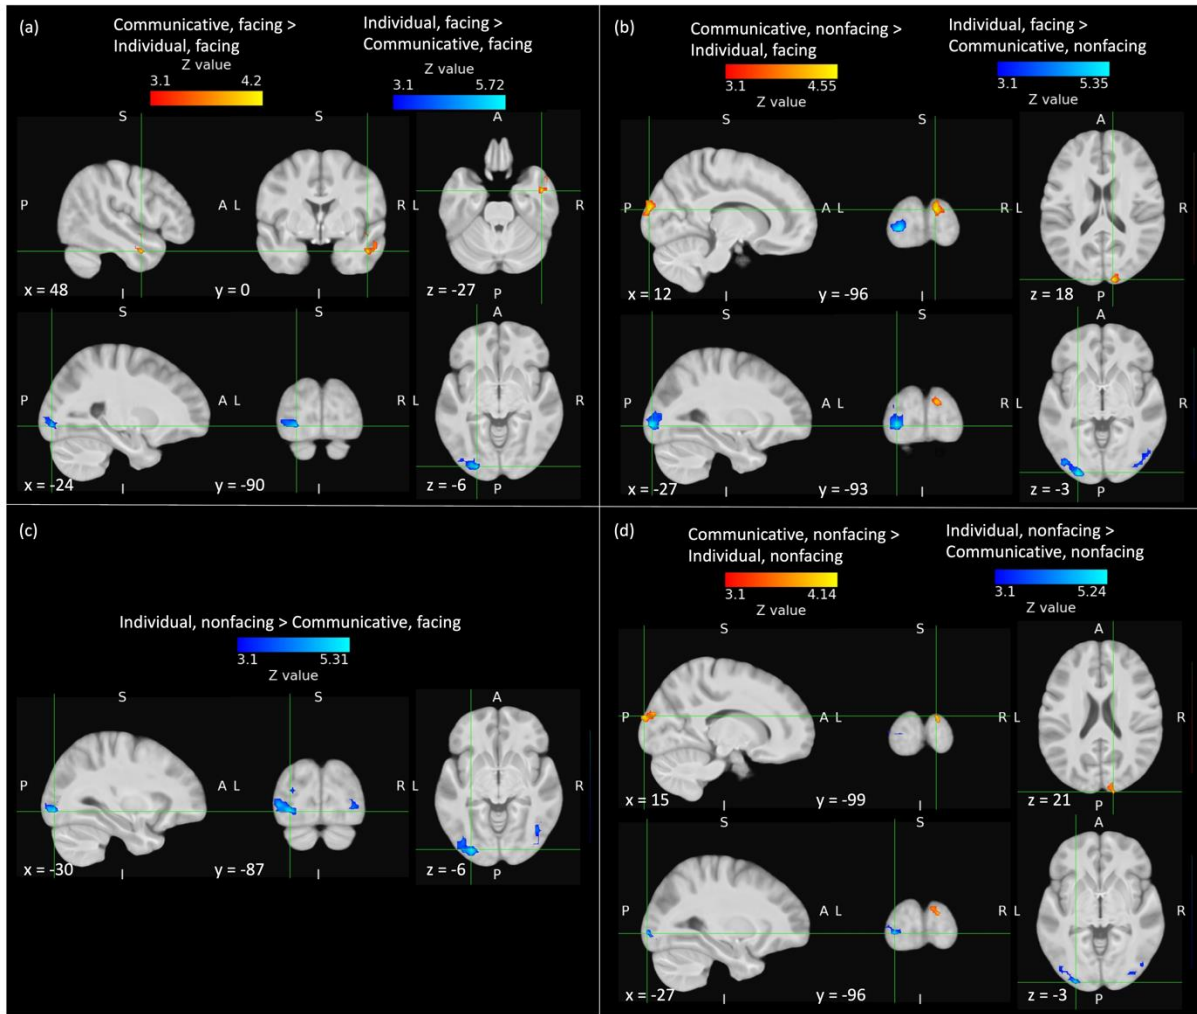 (a)
Communicative, facing >
Individual, facing
Individual, facing >
Communicative, facing
Z value
3.1 4.2
Z value
3.1 5.72
S S A
P A L R L R
x = 48 I y = 0 I z = -27 P
S S A
P A L R L R
x = -24 I y = -90 I z = -6 P
(b)
Communicative, nonfacing >
Individual, facing
Individual, facing >
Communicative, nonfacing
3.1 4.55
Z value
3.1 5.35
Z value
S S A
P A L R L R
x = 12 I y = -96 I z = 18 P
S S A
P A L R L R
x = -27 I y = -93 I z = -3 P
(c)
Individual, nonfacing > Communicative, facing
3.1 5.31
Z value
S S A
P A L R L R
x = -30 I y = -87 I z = -6 P
(d)
Communicative, nonfacing >
Individual, nonfacing
Individual, nonfacing >
Communicative, nonfacing
3.1 4.14
Z value
3.1 5.24
Z value
S S A
P A L R L R
x = 15 I y = -99 I z = 21 P
S S A
P A L R L R
x = -27 I y = -96 I z = -3 P